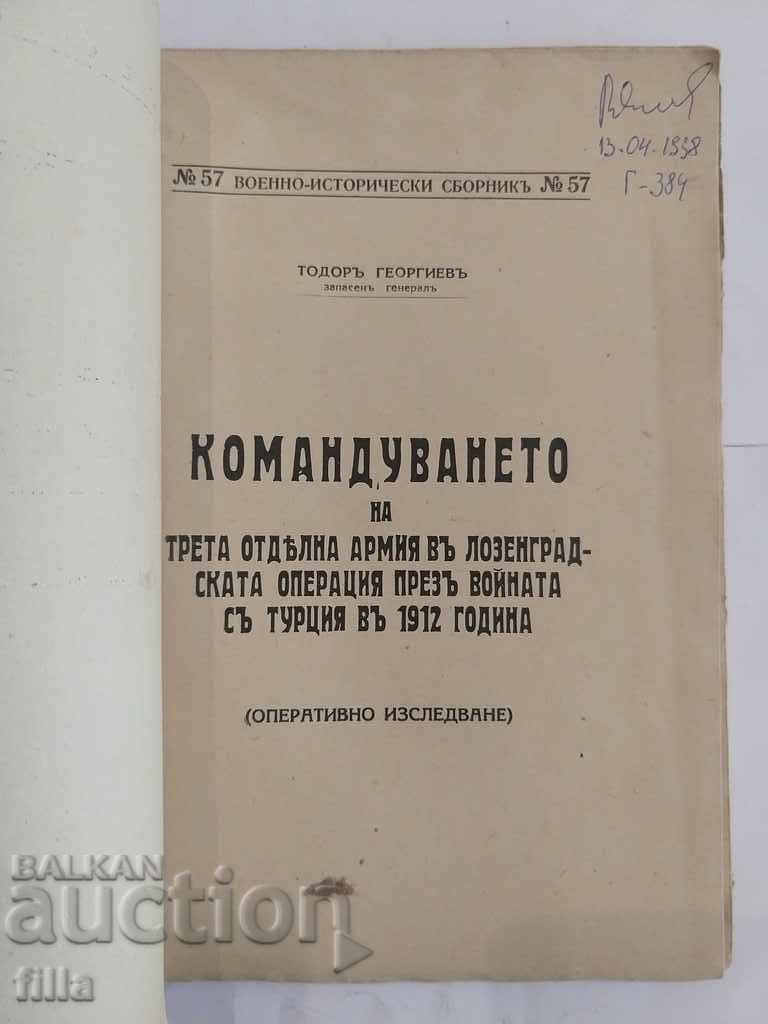 13-04-1998
Г-384
№ 57 ВОЕННО-ИСТОРИЧЕСКИ СБОРНИКЪ № 57
ТОДОРЪ ГЕОРГИЕВЪ
запасенъ генералъ
КОМАНДУВАНЕТО
НА
ТРЕТА ОТДѢЛНА АРМИЯ ВЪ ЛОЗЕНГРАД-
СКАТА ОПЕРАЦИЯ ПРЕЗЪ ВОЙНАТА
СЪ ТУРЦИЯ ВЪ 1912 ГОДИНА
(ОПЕРАТИВНО ИЗСЛЕДВАНЕ)
BALKAN
auction
filla